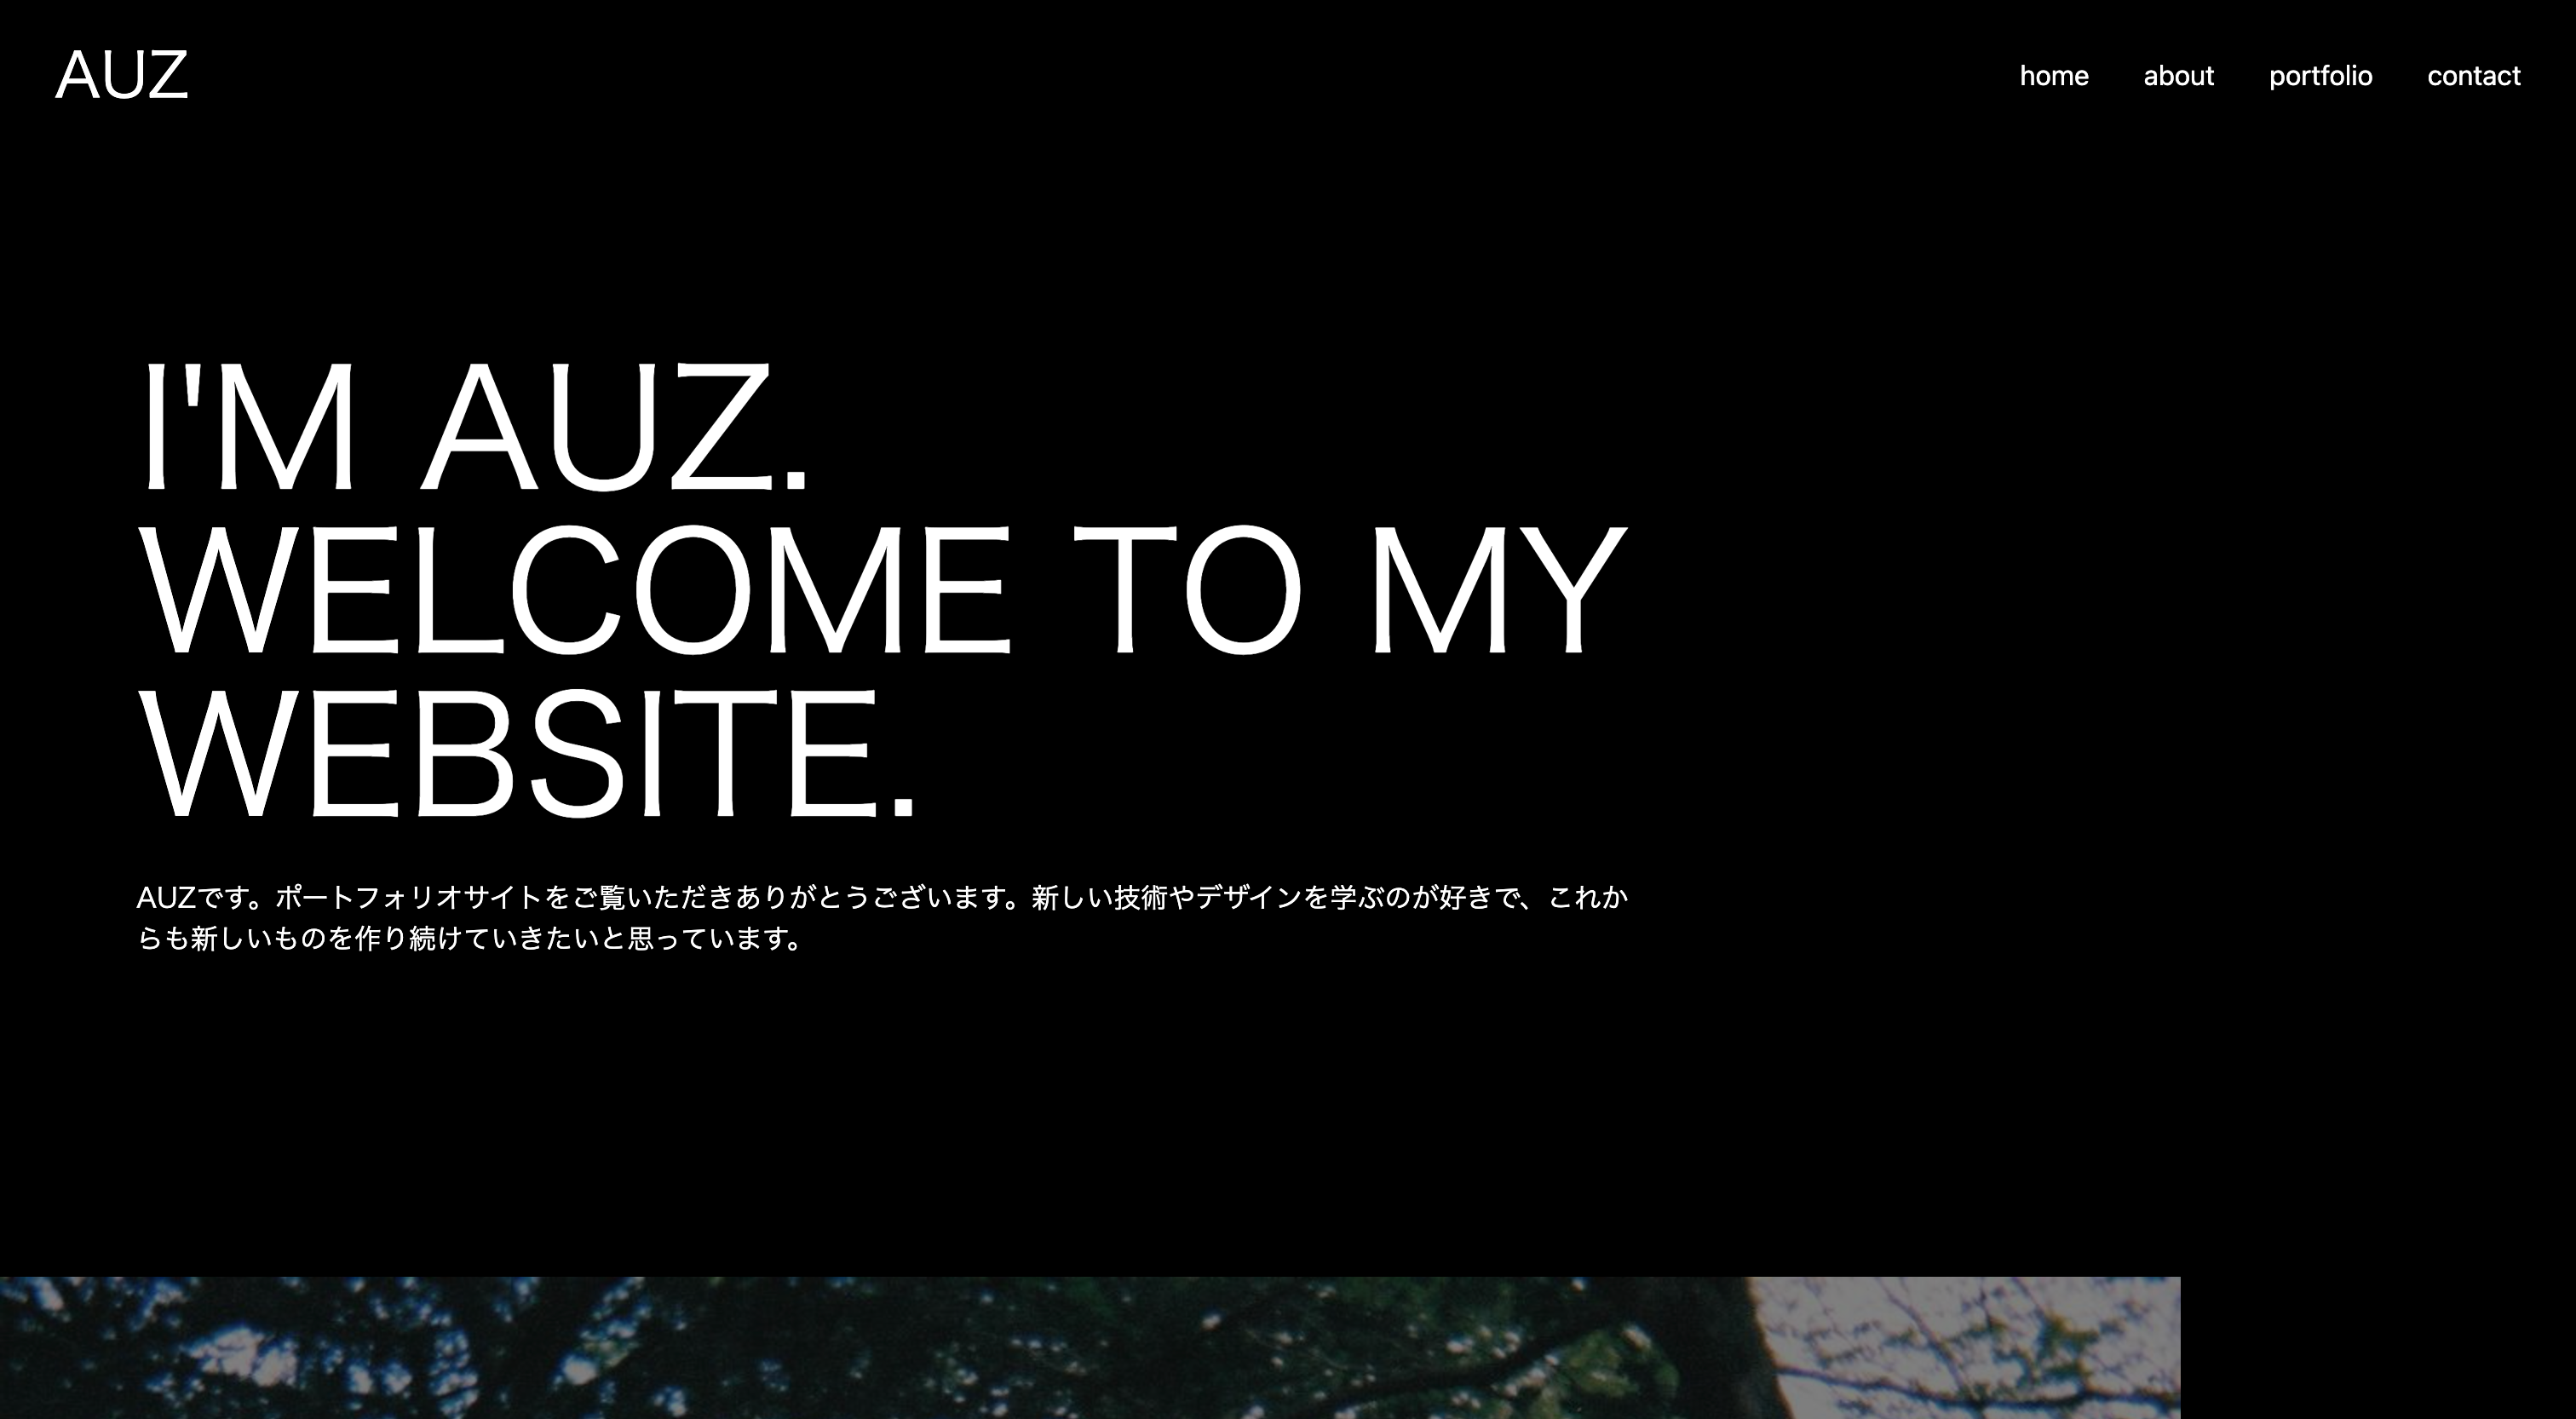 AUZ
home about portfolio contact
I'M AUZ.
WELCOME TO MY
WEBSITE.
AUZです。ポートフォリオサイトをご覧いただきありがとうございます。新しい技術やデザインを学ぶのが好きで、これか
らも新しいものを作り続けていきたいと思っています。